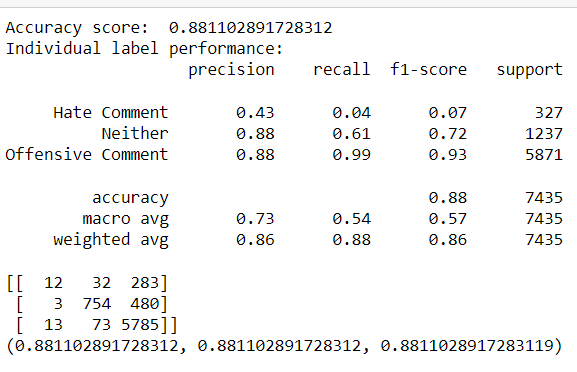 Accuracy score:  0.881102891728312
Individual label performance:
                   precision    recall  f1-score   support

     Hate Comment       0.43      0.04      0.07       327
          Neither       0.88      0.61      0.72      1237
Offensive Comment       0.88      0.99      0.93      5871

         accuracy                           0.88      7435
        macro avg       0.73      0.54      0.57      7435
     weighted avg       0.86      0.88      0.86      7435

[[  12   32  283]
 [   3  754  480]
 [  13   73 5785]]
(0.881102891728312, 0.881102891728312, 0.8811028917283119)